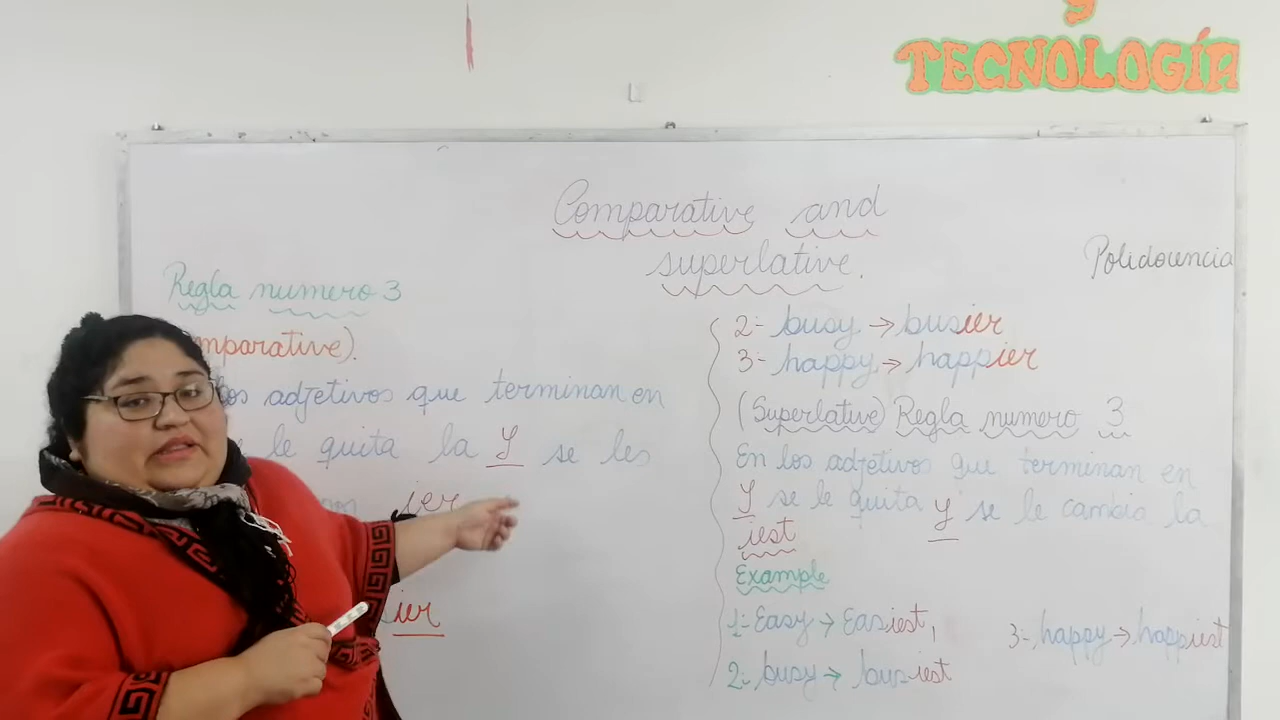 y
TECNOLOGÍA
Comparative and
superlative.
Polidocencia
Regla numero 3
mparative).
los adjetivos que terminan en
le quita la Y se les
ier
ier
2:- busy. → busier
3:- happy → happier
(Superlative) Regla numero 3
En los adjetivos que terminan en
Y se le quita y se le cambia la
iest
Example
1:- Easy → Easiest,
2:- busy → busiest
3:- happy → happiest